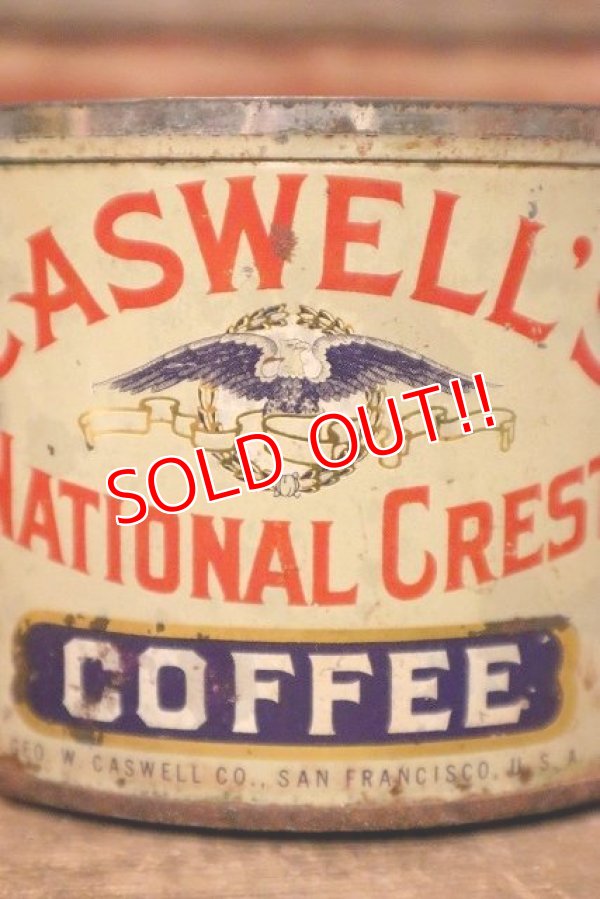 CASWELL'S
SOLD OUT!!
NATIONAL CREST
COFFEE
GEO. W. CASWELL CO., SAN FRANCISCO, U.S.A.